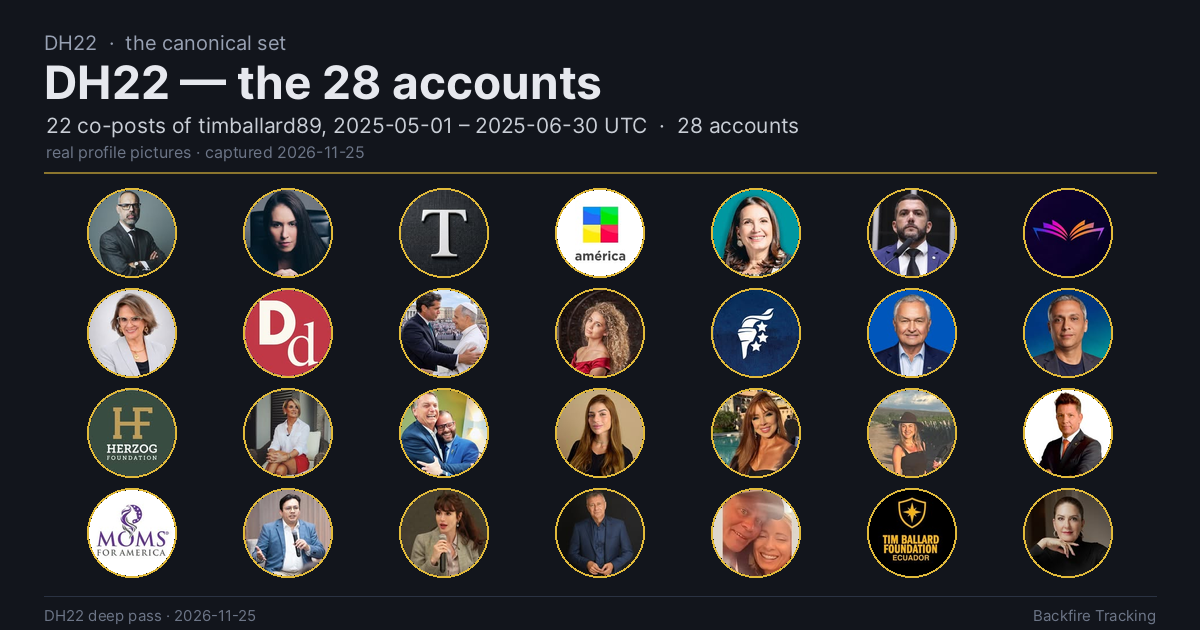 DH22 · the canonical set
DH22 — the 28 accounts
22 co-posts of timballard89, 2025-05-01 – 2025-06-30 UTC · 28 accounts
real profile pictures · captured 2026-11-25
T
américa
Dd
HF
HERZOG
FOUNDATION
MOMS®
FOR AMERICA
TIM BALLARD
FOUNDATION
ECUADOR
DH22 deep pass · 2026-11-25
Backfire Tracking